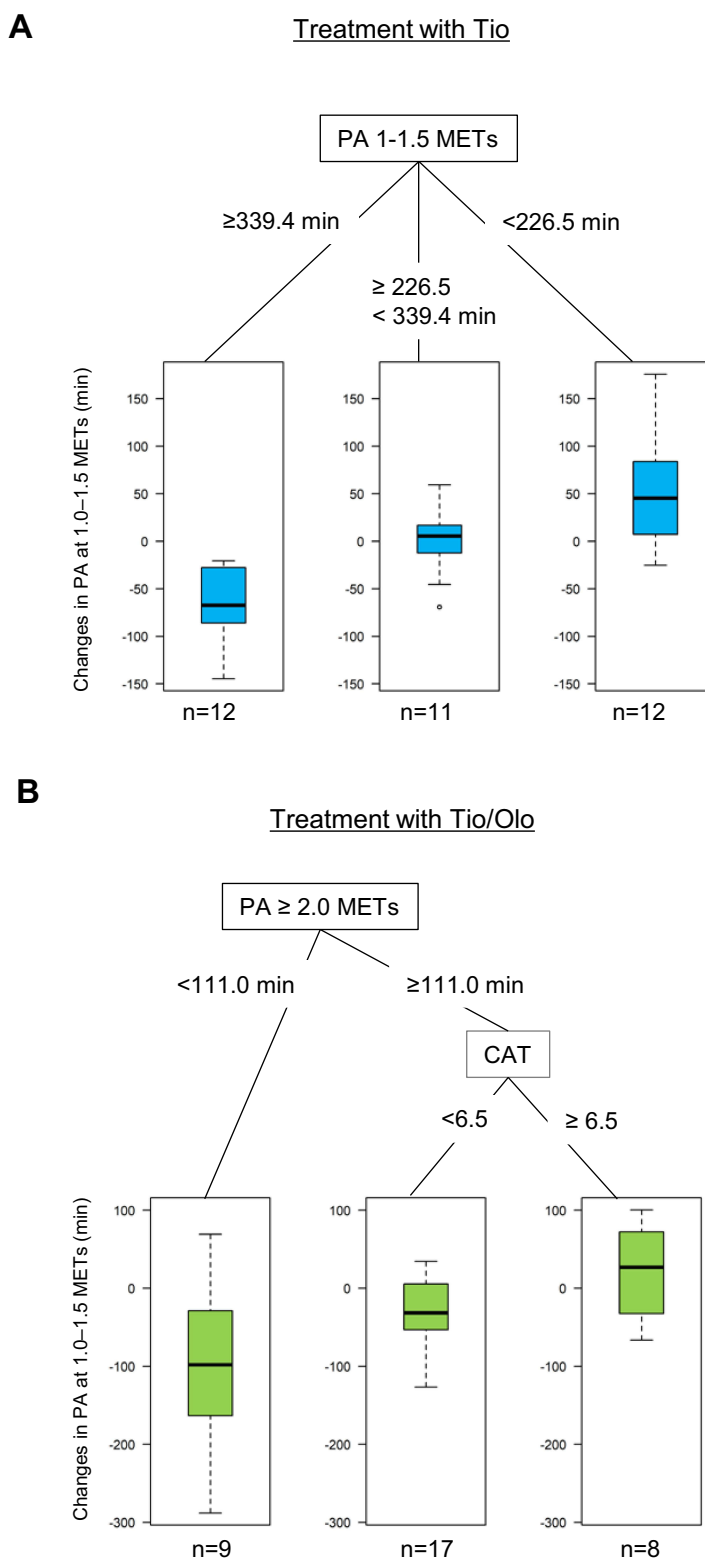 A
Treatment with Tio
PA 1-1.5 METs
≥339.4 min
<226.5 min
≥ 226.5
< 339.4 min
Changes in PA at 1.0–1.5 METs (min)
150
100
50
0
-50
-100
-150
150
100
50
0
-50
-100
-150
150
100
50
0
-50
-100
-150
n=12
n=11
n=12
B
Treatment with Tio/Olo
PA ≥ 2.0 METs
<111.0 min
≥111.0 min
CAT
<6.5
≥ 6.5
Changes in PA at 1.0–1.5 METs (min)
100
0
-100
-200
-300
100
0
-100
-200
-300
100
0
-100
-200
-300
n=9
n=17
n=8